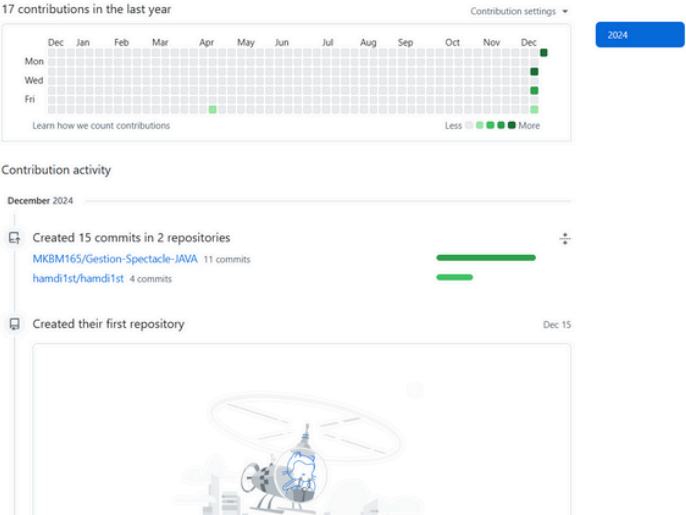 17 contributions in the last year
Contribution settings
2024
Dec Jan Feb Mar Apr May Jun Jul Aug Sep Oct Nov Dec
Mon
Wed
Fri
Learn how we count contributions
Less More
Contribution activity
December 2024
Created 15 commits in 2 repositories
MKBM165/Gestion-Spectacle-JAVA 11 commits
hamdi1st/hamdi1st 4 commits
Created their first repository Dec 15